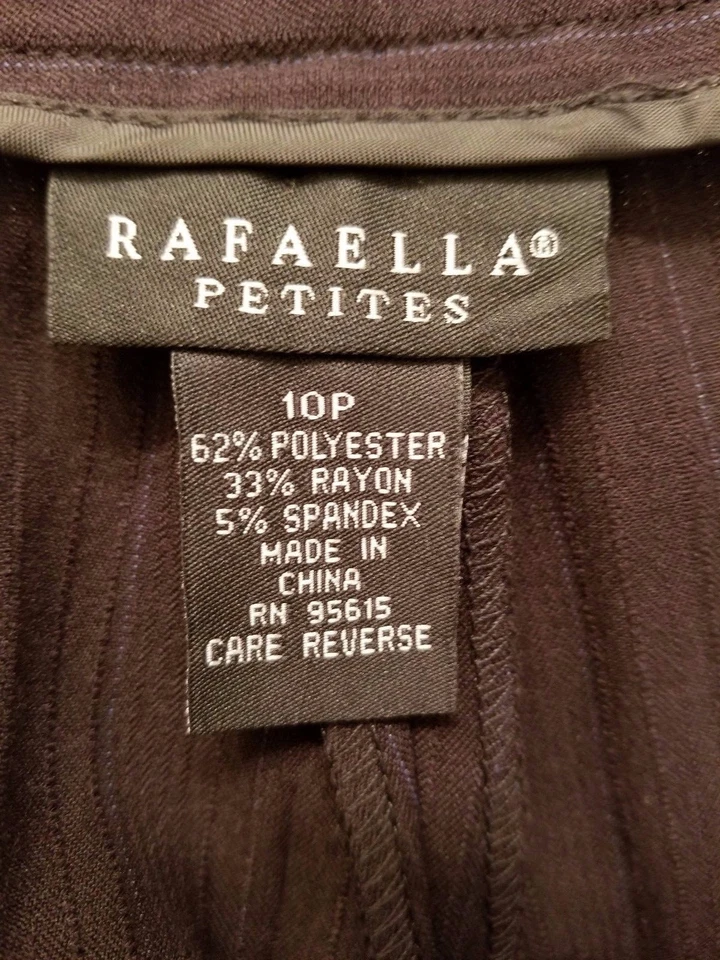 RAFAELLA®
PETITES
10P
62% POLYESTER
33% RAYON
5% SPANDEX
MADE IN
CHINA
RN 95615
CARE REVERSE